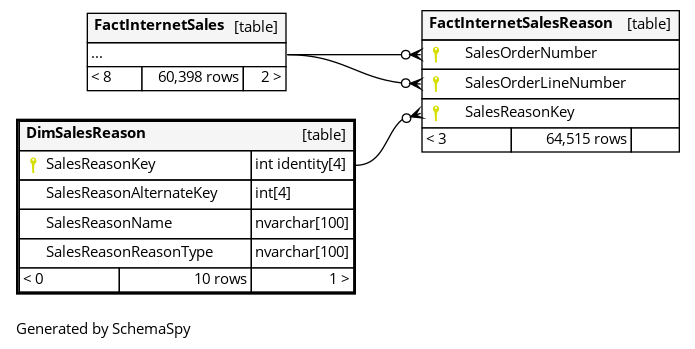 FactInternetSales [table]
...
< 8 60,398 rows 2 >
FactInternetSalesReason [table]
SalesOrderNumber
SalesOrderLineNumber
SalesReasonKey
< 3 64,515 rows
DimSalesReason [table]
SalesReasonKey int identity[4]
SalesReasonAlternateKey int[4]
SalesReasonName nvarchar[100]
SalesReasonReasonType nvarchar[100]
< 0 10 rows 1 >
Generated by SchemaSpy